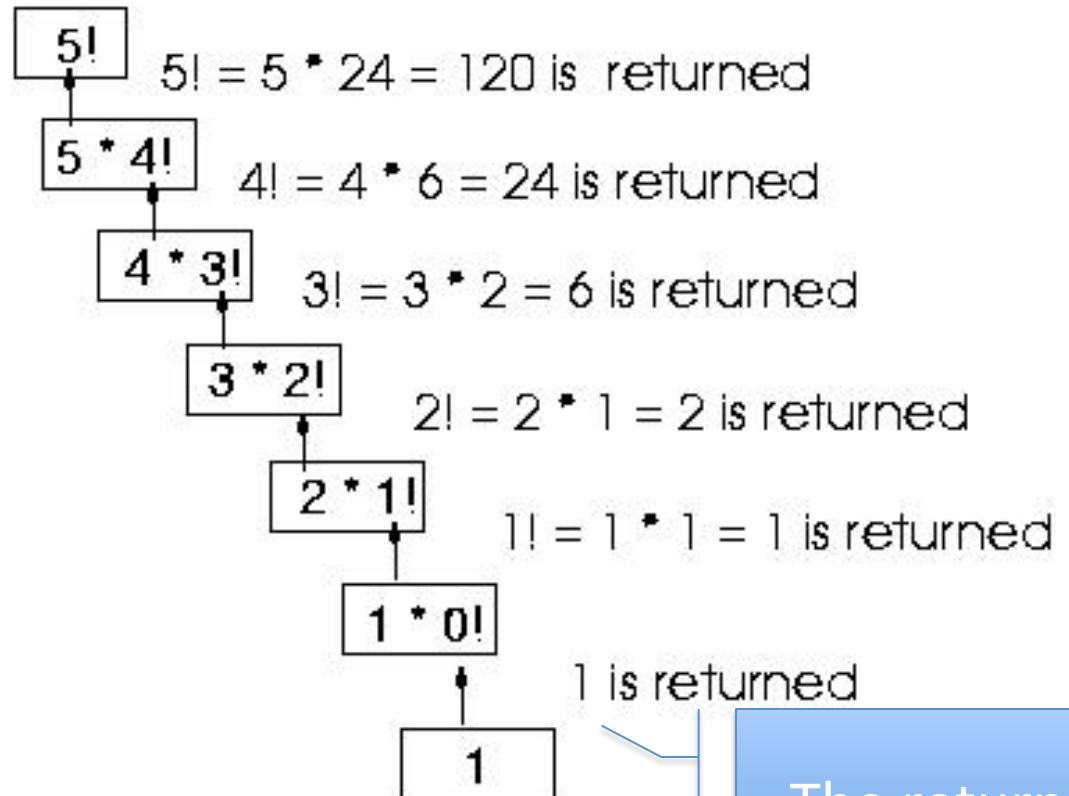 5!
5! = 5 * 24 = 120 is returned
5 * 4!
4! = 4 * 6 = 24 is returned
4 * 3!
3! = 3 * 2 = 6 is returned
3 * 2!
2! = 2 * 1 = 2 is returned
2 * 1!
1! = 1 * 1 = 1 is returned
1 * 0!
1 is returned
1
The return